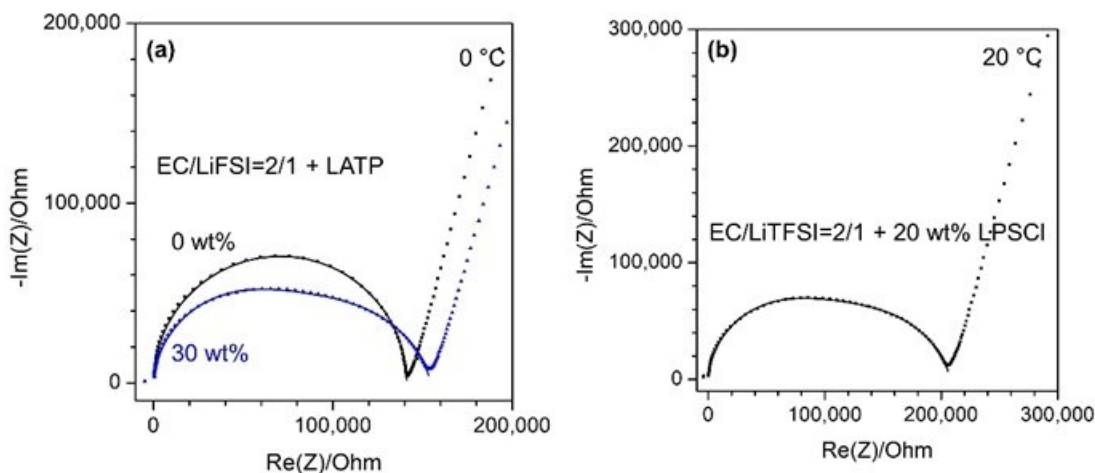 (a)
0 °C
EC/LiFSI=2/1 + LATP
0 wt%
30 wt%
200,000
100,000
0
-Im(Z)/Ohm
0
100,000
200,000
Re(Z)/Ohm
(b)
20 °C
EC/LiTFSI=2/1 + 20 wt% LPSCl
300,000
200,000
100,000
0
-Im(Z)/Ohm
0
100,000
200,000
300,000
Re(Z)/Ohm